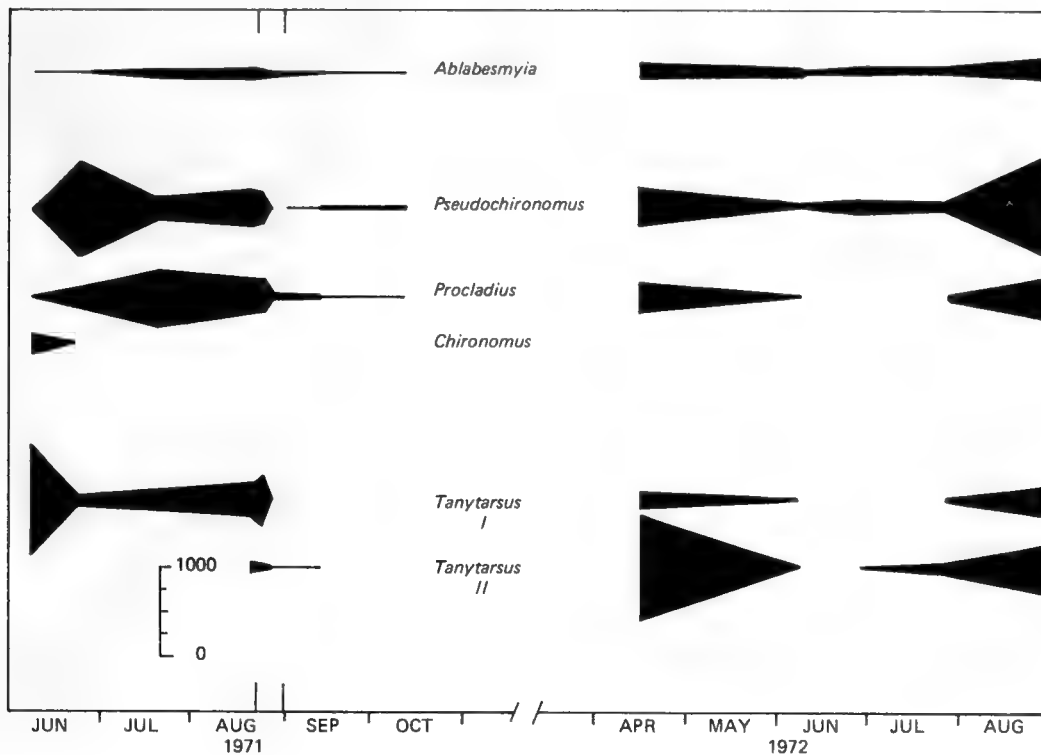 Ablabesmyia
Pseudochironomus
Procladius
Chironomus
Tanytarsus
I
Tanytarsus
II
1000
0
JUN JUL AUG SEP OCT APR MAY JUN JUL AUG
1971 1972